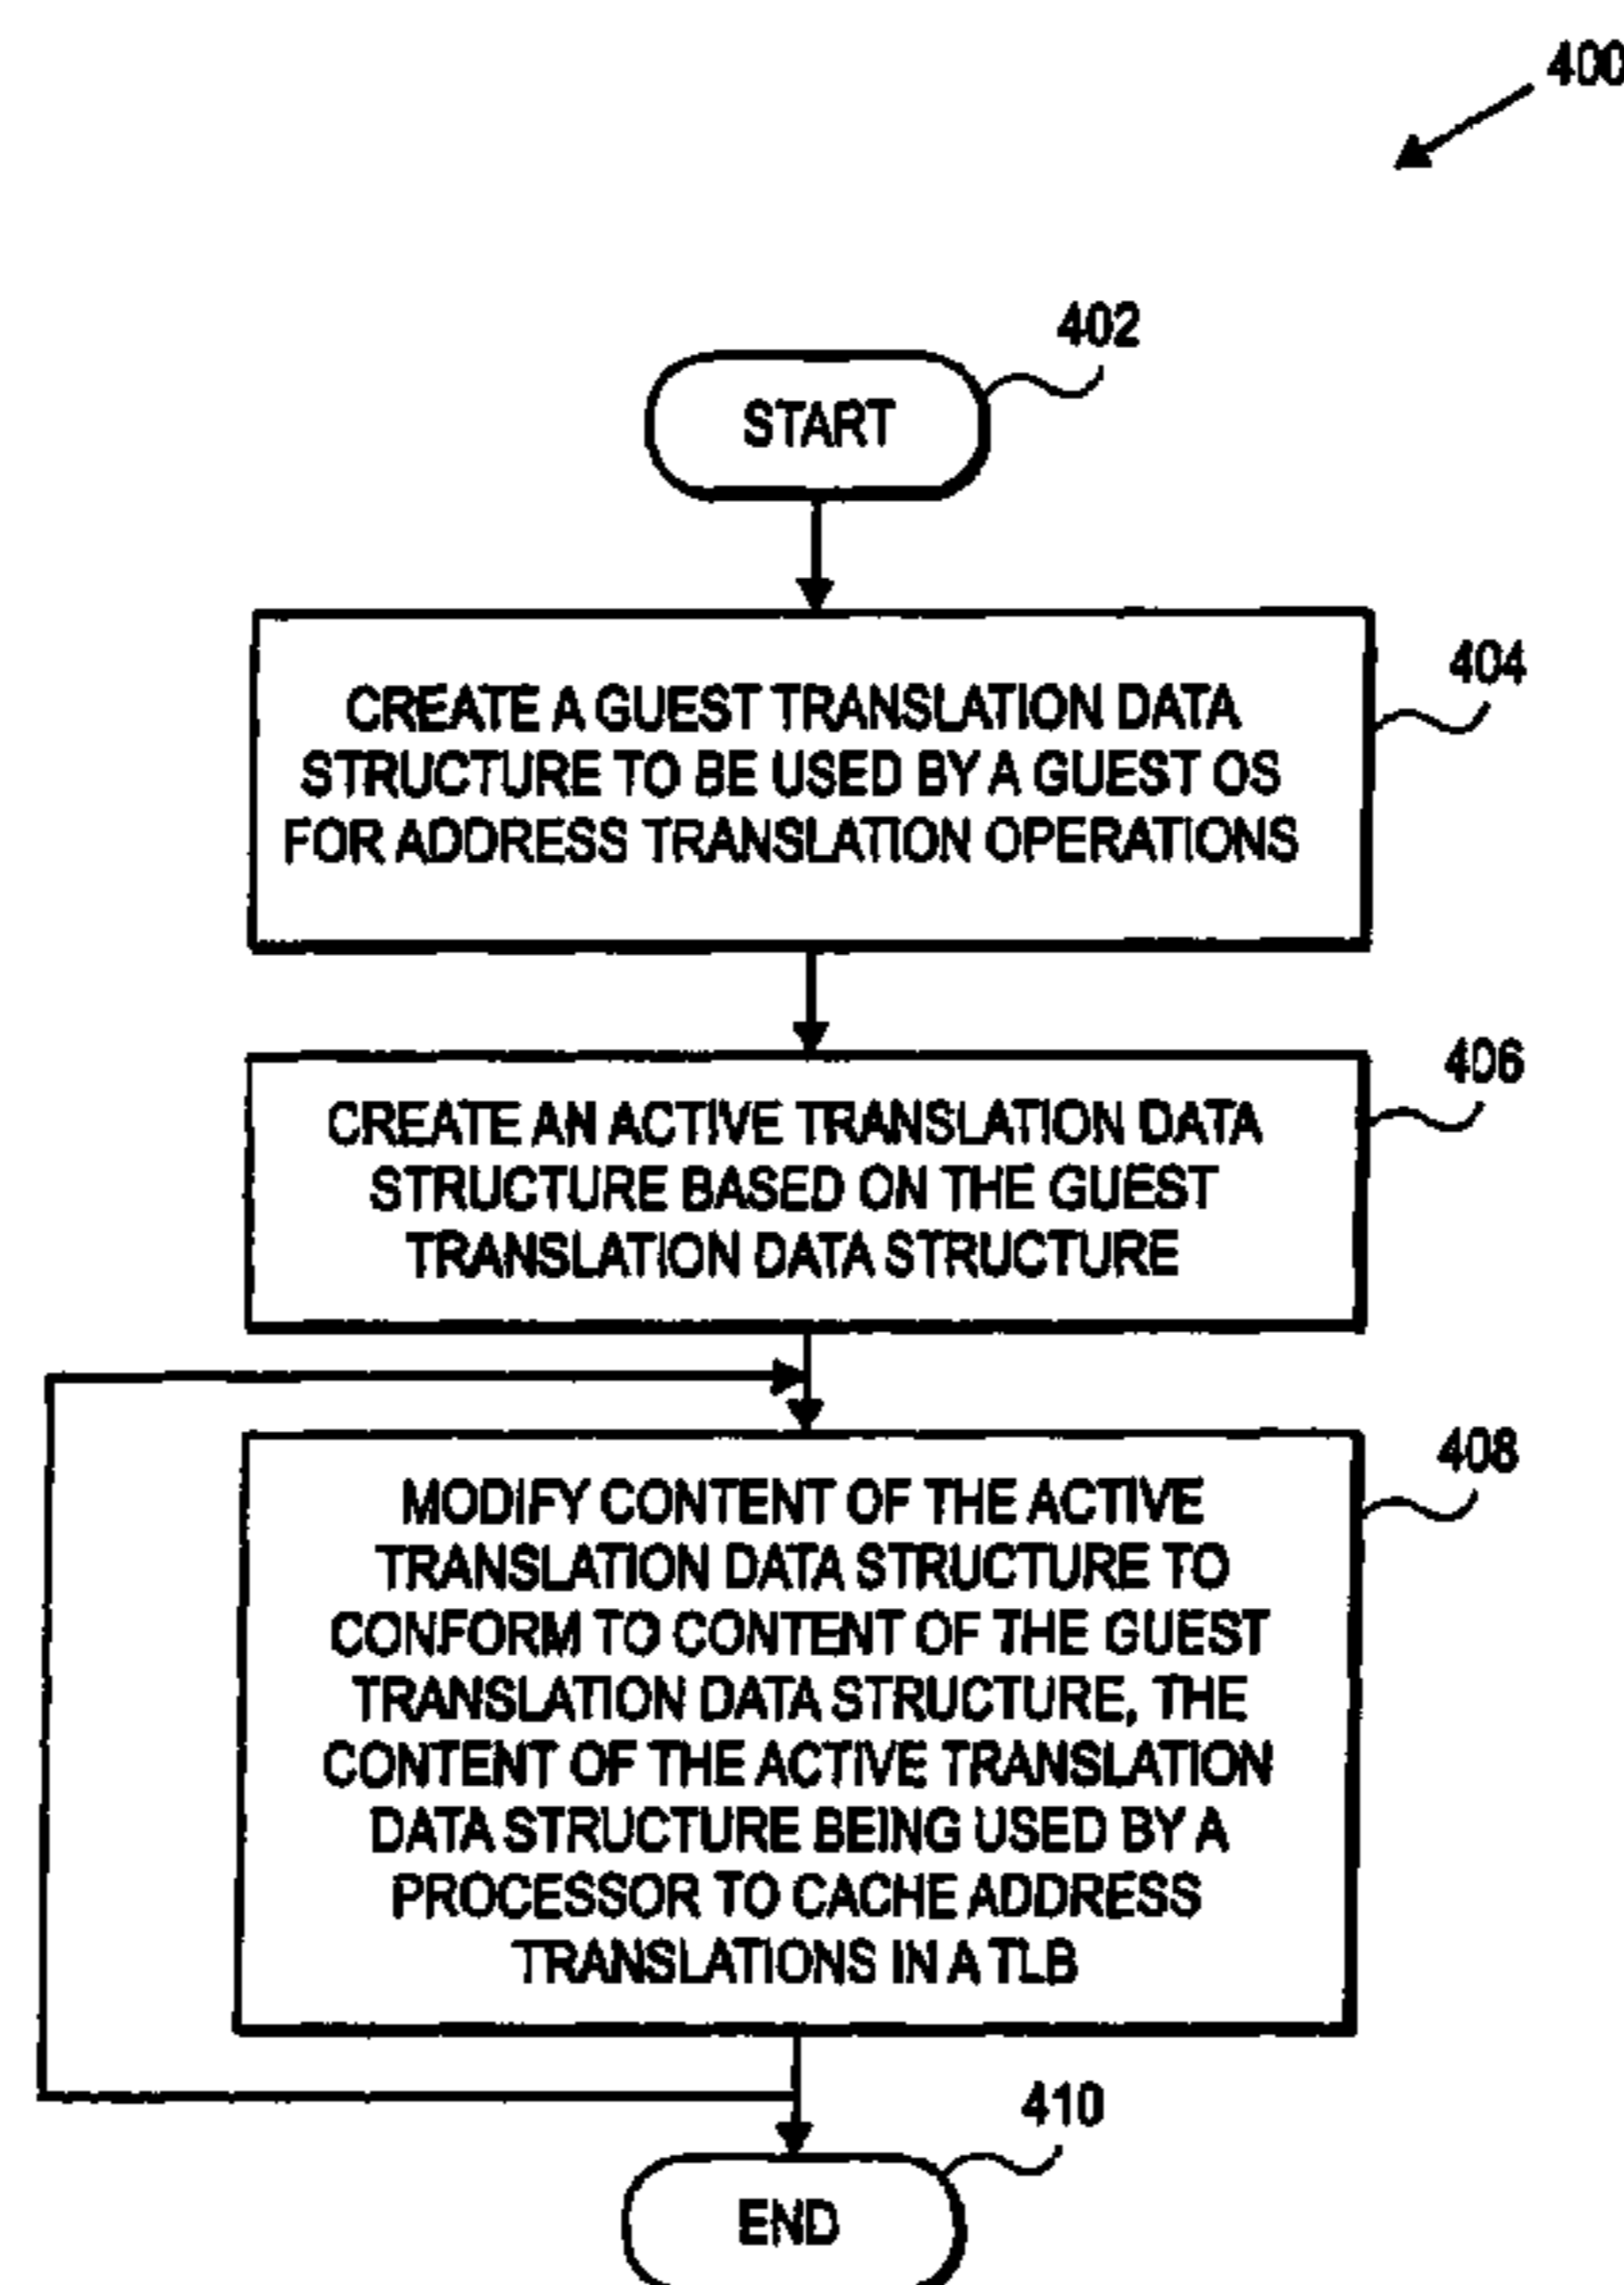 400
402
START
404
CREATE A GUEST TRANSLATION DATA
STRUCTURE TO BE USED BY A GUEST OS
FOR ADDRESS TRANSLATION OPERATIONS
406
CREATE AN ACTIVE TRANSLATION DATA
STRUCTURE BASED ON THE GUEST
TRANSLATION DATA STRUCTURE
408
MODIFY CONTENT OF THE ACTIVE
TRANSLATION DATA STRUCTURE TO
CONFORM TO CONTENT OF THE GUEST
TRANSLATION DATA STRUCTURE, THE
CONTENT OF THE ACTIVE TRANSLATION
DATA STRUCTURE BEING USED BY A
PROCESSOR TO CACHE ADDRESS
TRANSLATIONS IN A TLB
410
END